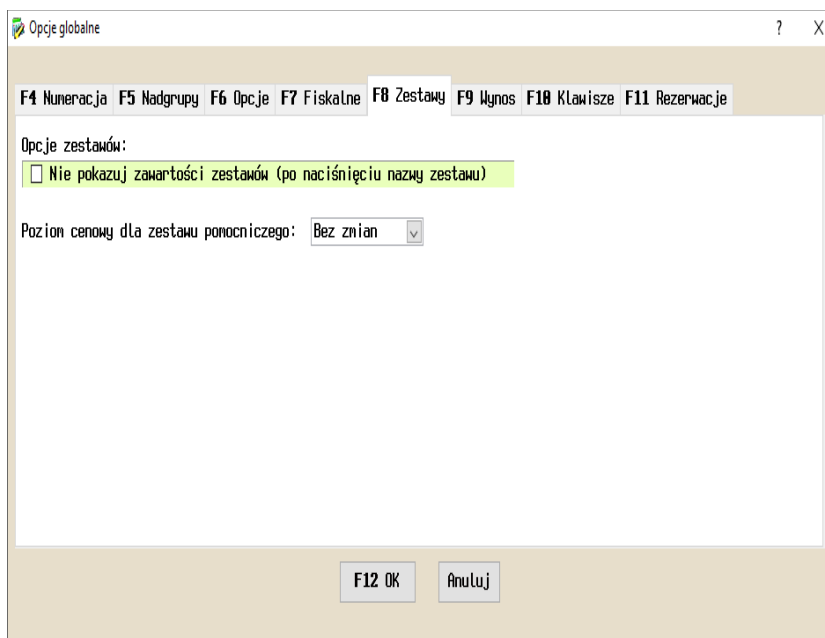 Opcje globalne
F4 Numeracja F5 Nadgrupy F6 Opcje F7 Fiskalne F8 Zestawy F9 Wynos F10 Klawisze F11 Rezerwacje
Opcje zestawów:
Nie pokazuj zawartości zestawów (po naciśnięciu nazwy zestawu)
Poziom cenowy dla zestawu pomocniczego: Bez zmian
F12 OK Anuluj